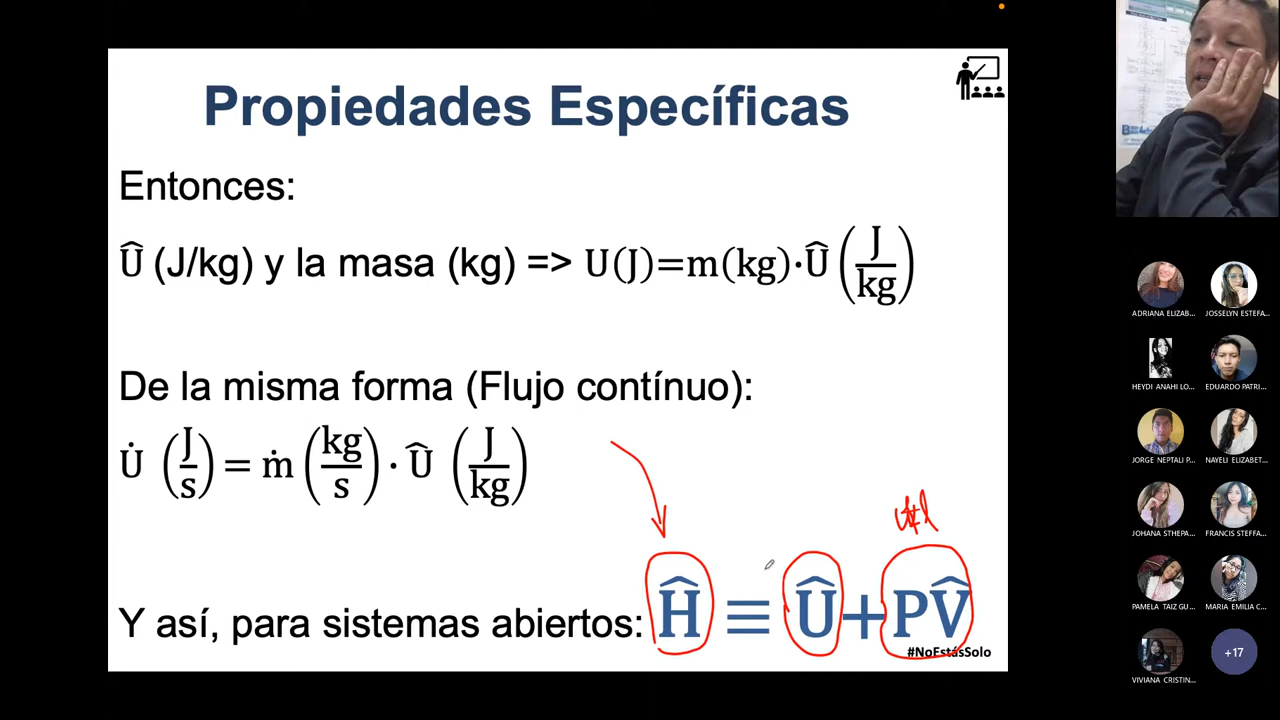 Propiedades Específicas
Entonces:
Û (J/kg) y la masa (kg) => U(J)=m(kg)·Û (J/kg)
De la misma forma (Flujo contínuo):
U̇ (J/s) = ṁ (kg/s) · Û (J/kg)
Y así, para sistemas abiertos: Ĥ ≡ Û+PV̂
#NoEstásSolo
ADRIANA ELIZAB...
JOSSELYN ESTEFA...
HEYDI ANAHI LO...
EDUARDO PATRI...
JORGE NEPTALI P...
NAYELI ELIZABET...
JOHANA STHEPA...
FRANCIS STEFFA...
PAMELA TAIZ GU...
MARIA EMILIA C...
VIVIANA CRISTIN...
+17